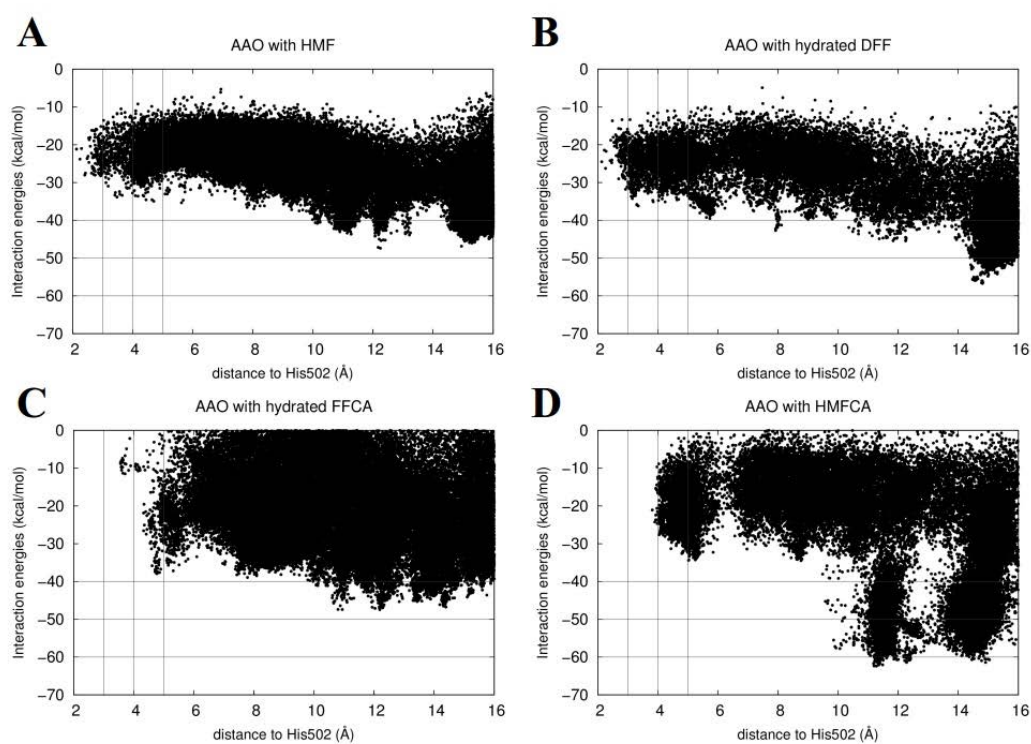 A
AAO with HMF
Interaction energies (kcal/mol)
0
−10
−20
−30
−40
−50
−60
−70
2 4 6 8 10 12 14 16
distance to His502 (Å)
B
AAO with hydrated DFF
Interaction energies (kcal/mol)
0
−10
−20
−30
−40
−50
−60
−70
2 4 6 8 10 12 14 16
distance to His502 (Å)
C
AAO with hydrated FFCA
Interaction energies (kcal/mol)
0
−10
−20
−30
−40
−50
−60
−70
2 4 6 8 10 12 14 16
distance to His502 (Å)
D
AAO with HMFCA
Interaction energies (kcal/mol)
0
−10
−20
−30
−40
−50
−60
−70
2 4 6 8 10 12 14 16
distance to His502 (Å)